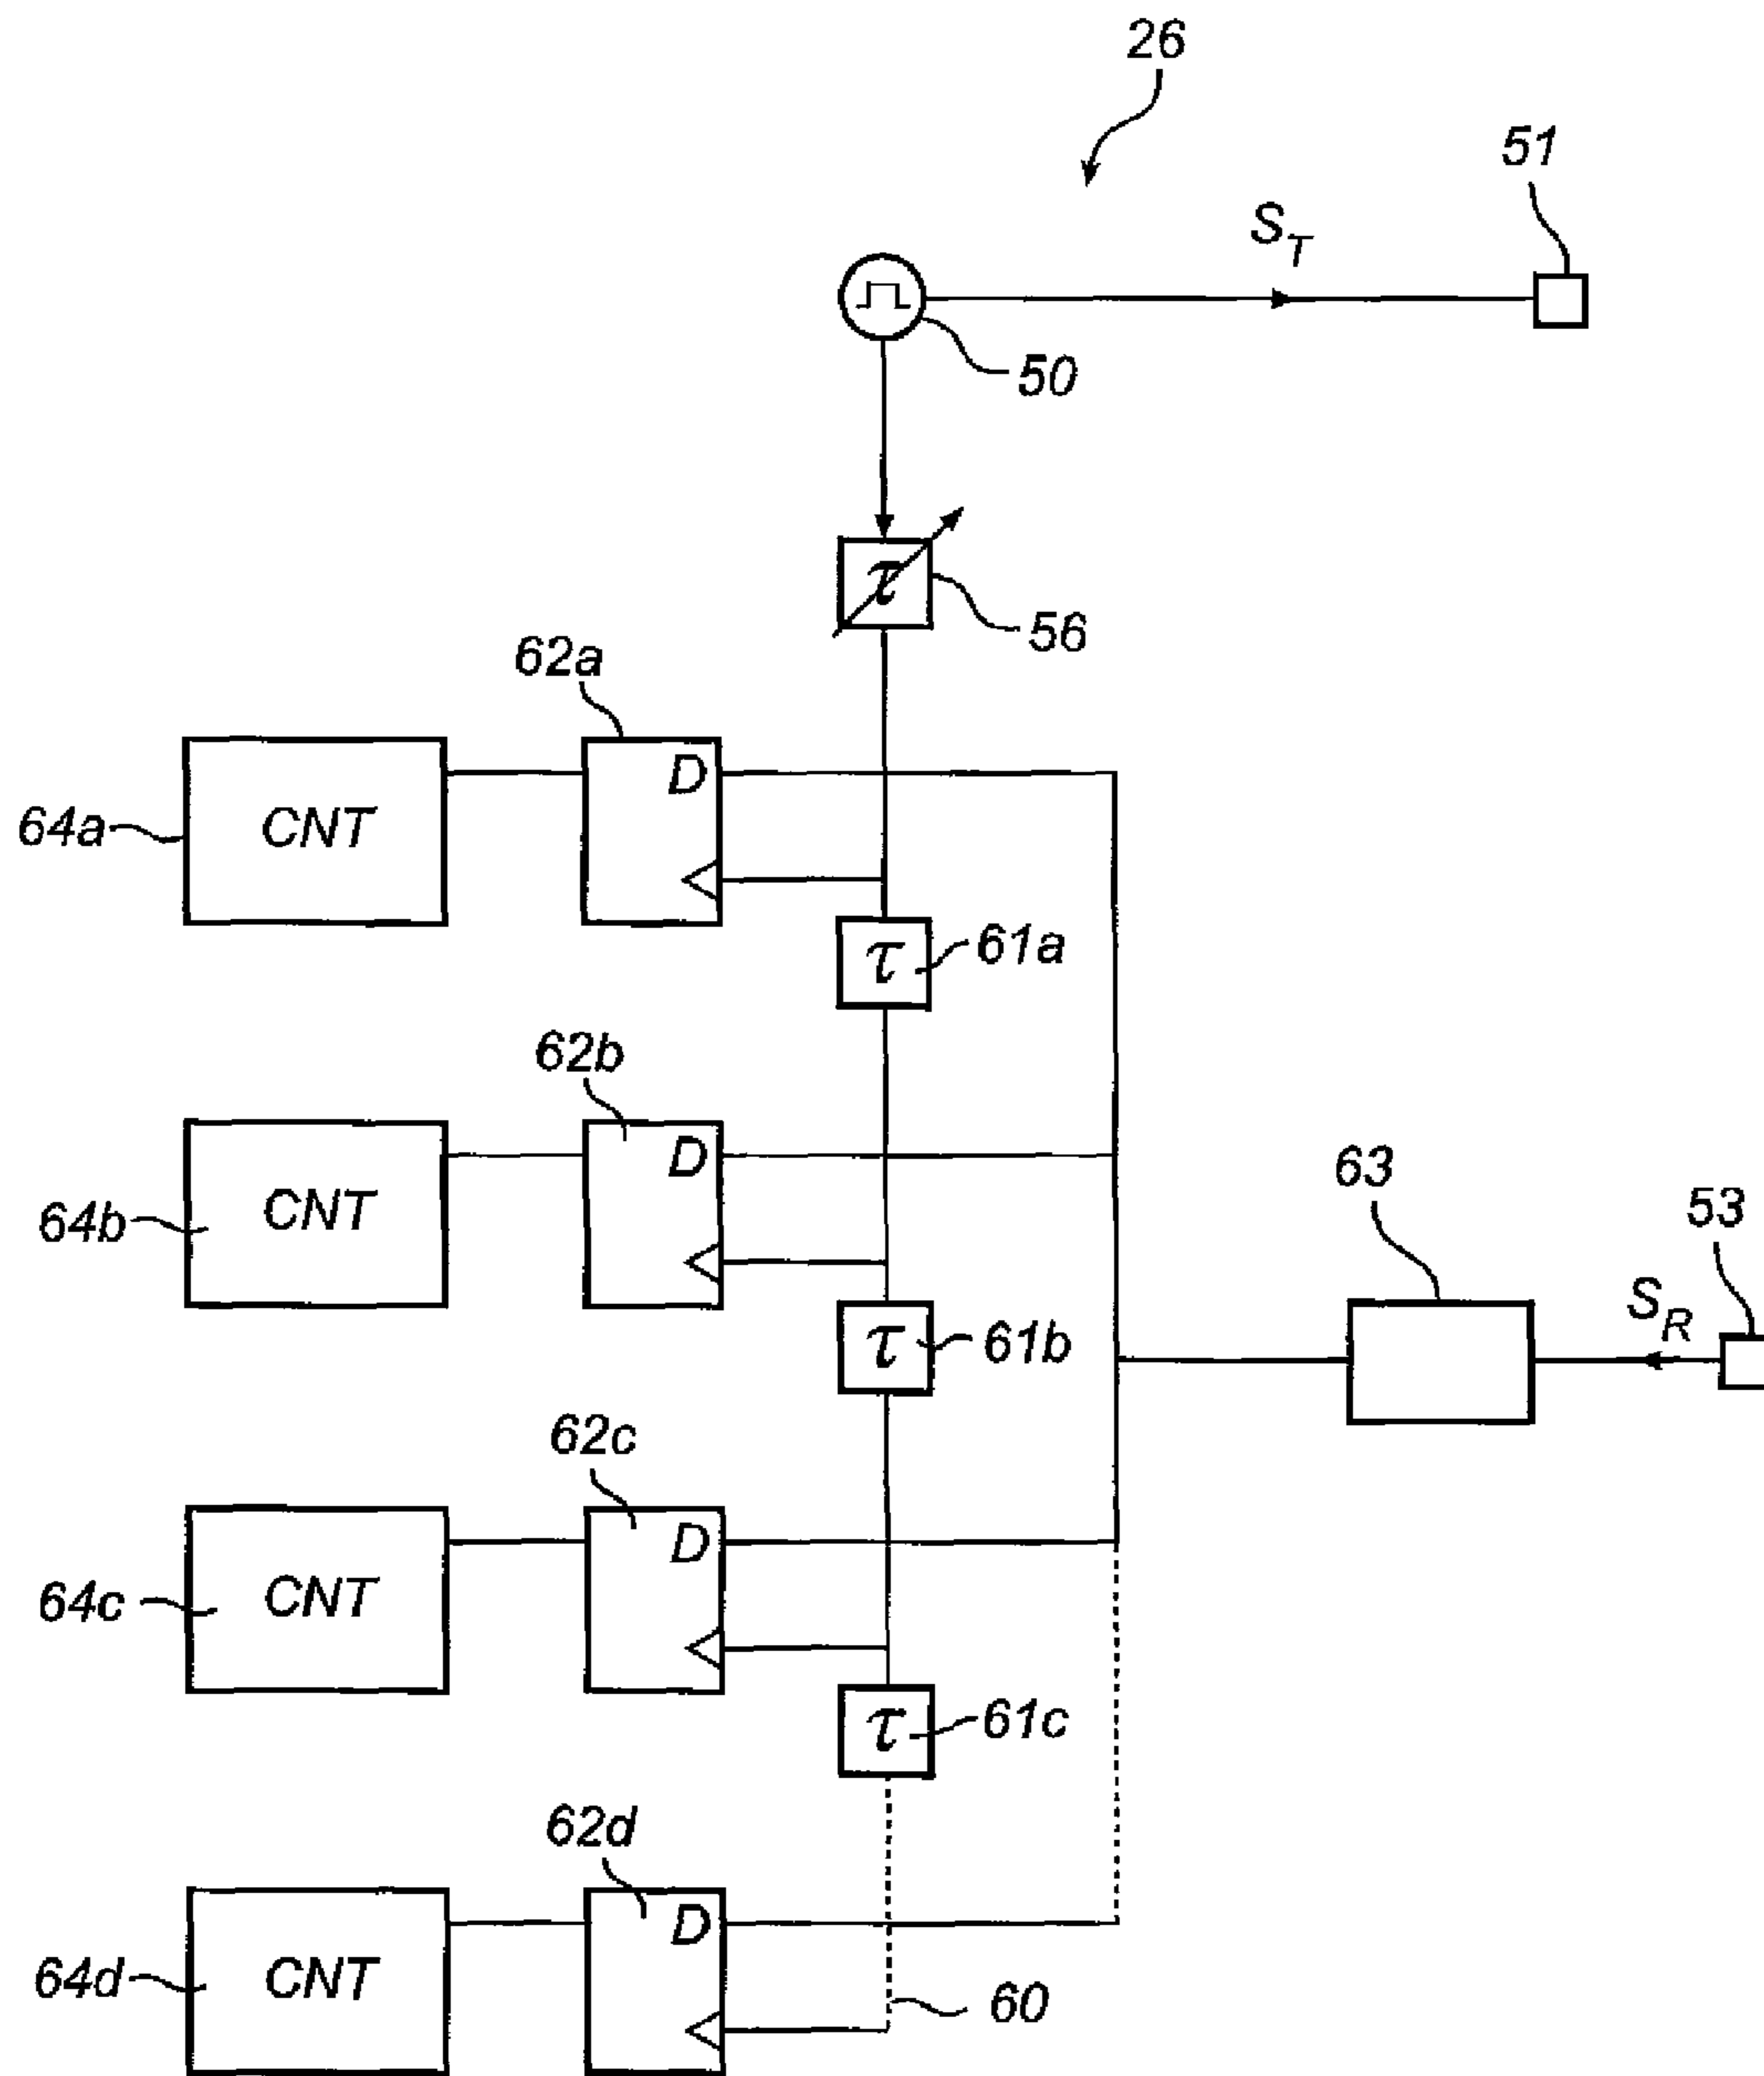 26
51
S_T
50
τ
56
62a
D
CNT
64a
τ
61a
62b
D
CNT
64b
τ
61b
63
53
S_R
62c
D
CNT
64c
τ
61c
62d
D
CNT
64d
60